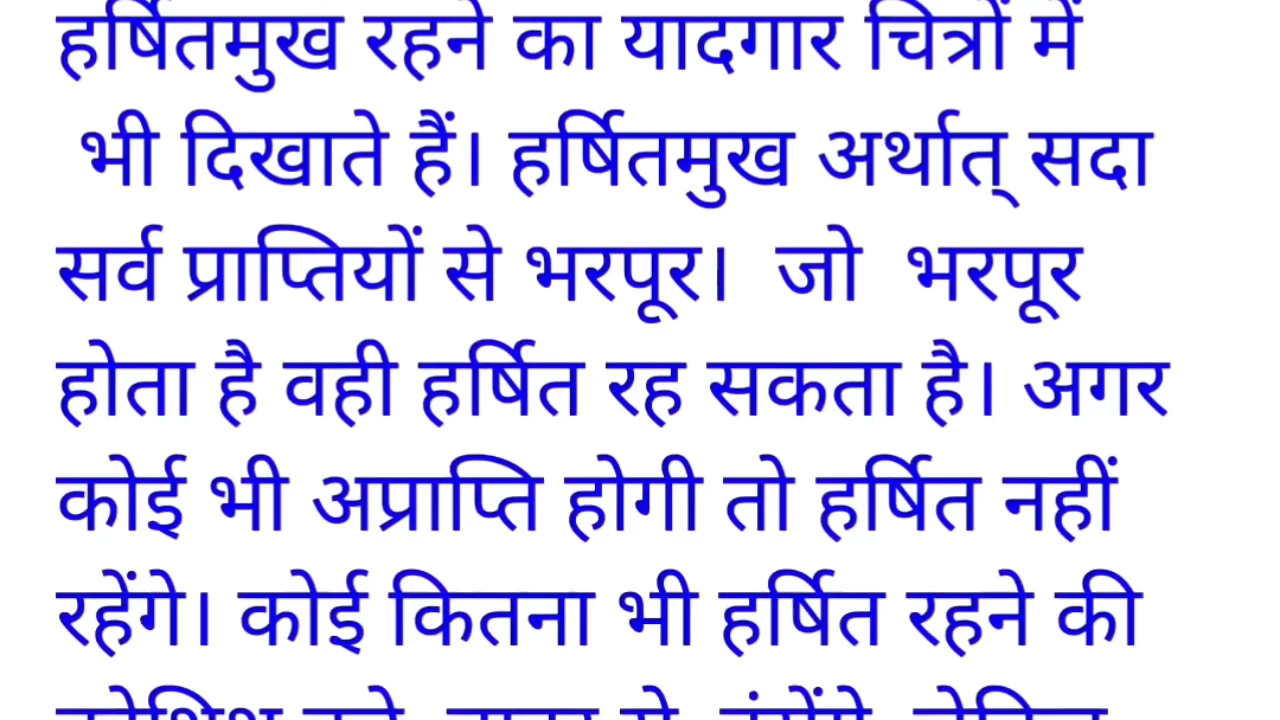 हर्षितमुख रहने का यादगार चित्रों में
भी दिखाते हैं। हर्षितमुख अर्थात् सदा
सर्व प्राप्तियों से भरपूर। जो भरपूर
होता है वही हर्षित रह सकता है। अगर
कोई भी अप्राप्ति होगी तो हर्षित नहीं
रहेंगे। कोई कितना भी हर्षित रहने की